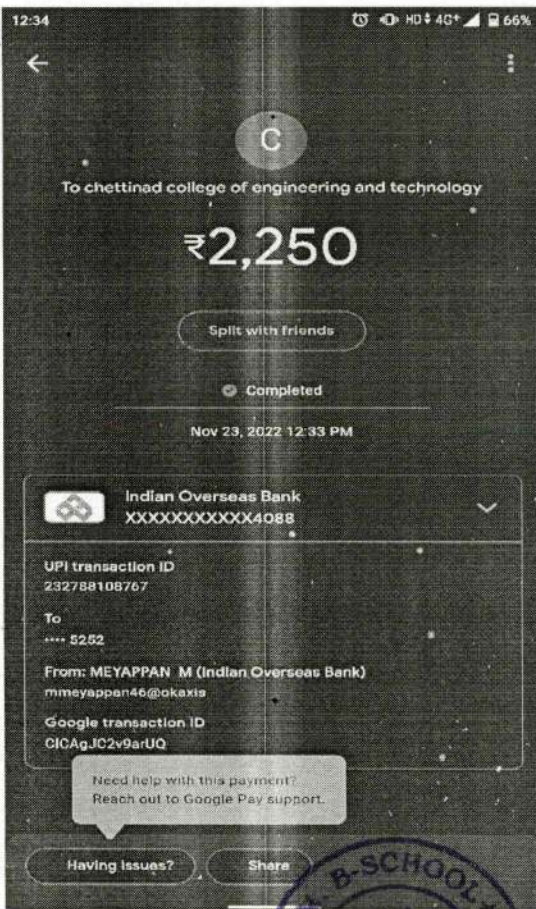 12:34 HD 4G+ 66%
C
To chettinad college of engineering and technology
₹2,250
Split with friends
Completed
Nov 23, 2022 12:33 PM
Indian Overseas Bank
XXXXXXXXXXXX4088
UPI transaction ID
232788108767
To
•••• 5252
From: MEYAPPAN M (Indian Overseas Bank)
mmeyappan46@okaxis
Google transaction ID
CICAgJC2v9arUQ
Need help with this payment?
Reach out to Google Pay support.
Having issues?
Share
B-SCHOOL